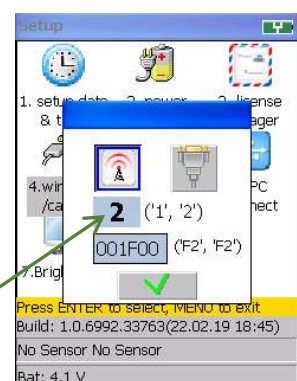 Setup
1. setup date 2. power 3. license
& t ager
4.wir PC
/ca nect
2 ('1', '2')
001F00 ('F2', 'F2')
7.Brigl
Press ENTER to select, MENU to exit
Build: 1.0.6992.33763(22.02.19 18:45)
No Sensor No Sensor
Bat: 4.1 V